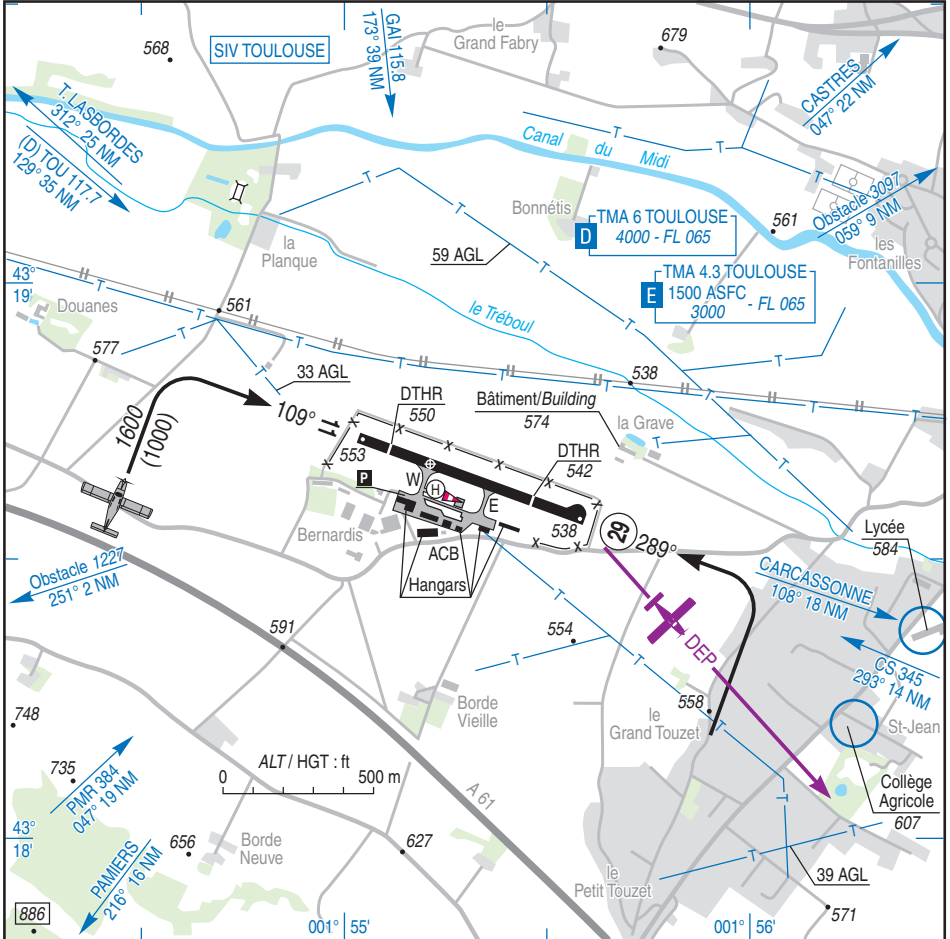 568
SIV TOULOUSE
GAI 115.8
173° 39 NM
le
Grand Fabry
679
CASTRES
047° 22 NM
T. LASBORDES
312° 25 NM
(D) TOU 117.7
129° 35 NM
T
T
T
Canal
du
Midi
Bonnétis
D
TMA 6 TOULOUSE
4000 - FL 065
561
Obstacle 3097
059° 9 NM
les
Fontanilles
la
Planque
59 AGL
T
T
43°
19'
E
TMA 4.3 TOULOUSE
1500 ASFC
3000
- FL 065
Douanes
561
le Tréboul
T
T
T
T
T
T
T
T
T
577
33 AGL
538
1600
(1000)
109°
11
DTHR
550
Bâtiment/Building
574
la Grave
T
553
DTHR
542
P
W
H
E
x
x
x
x
x
x
x
x
x
Bernardis
ACB
Hangars
538
29
289°
Lycée
584
Obstacle 1227
251° 2 NM
CARCASSONNE
108° 18 NM
T
591
554
T
T
DEP
CS 345
293° 14 NM
748
Borde
Vieille
558
le
Grand Touzet
T
St-Jean
735
PMR 384
047° 19 NM
ALT / HGT : ft
0
500 m
A 61
T
Collège
Agricole
607
43°
18'
656
Borde
Neuve
627
T
T
39 AGL
PAMIERS
216° 16 NM
le
Petit Touzet
886
001° 55'
001° 56'
571